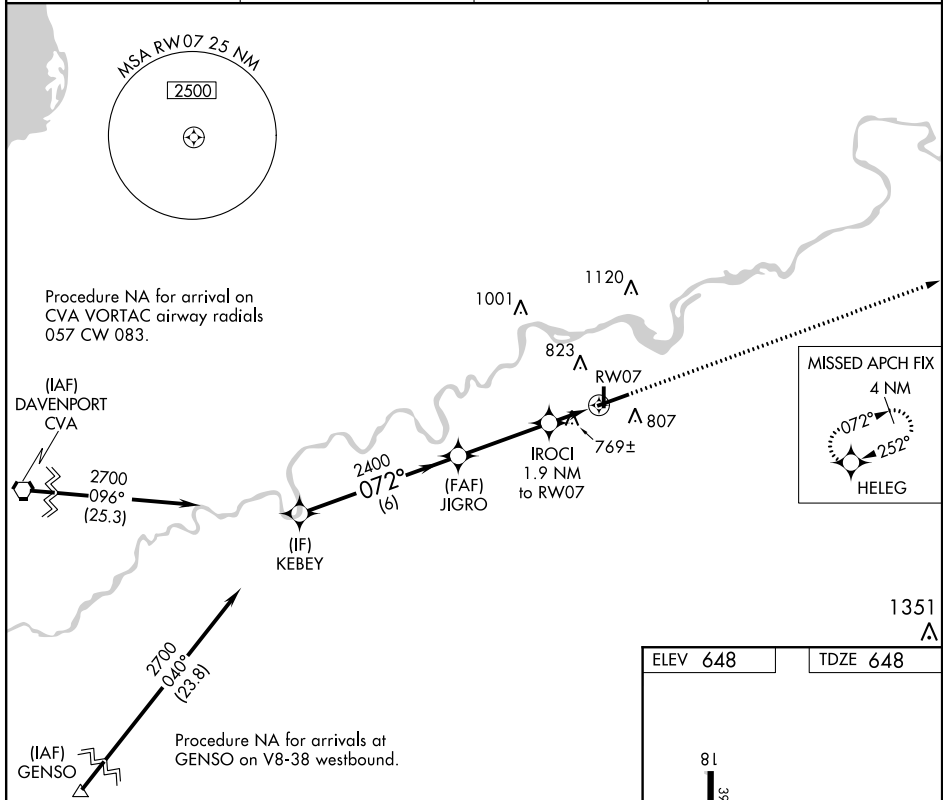 MSA RW07 25 NM
2500
Procedure NA for arrival on
CVA VORTAC airway radials
057 CW 083.
1001
1120
823
RW07
807
769±
MISSED APCH FIX
4 NM
072°
252°
HELEG
(IAF)
DAVENPORT
CVA
2700
096°
(25.3)
2400
072°
(6)
IROCI
1.9 NM
to RW07
(FAF)
JIGRO
(IF)
KEBEY
1351
2700
040°
(23.8)
(IAF)
GENSO
Procedure NA for arrivals at
GENSO on V8-38 westbound.
ELEV 648
TDZE 648
18